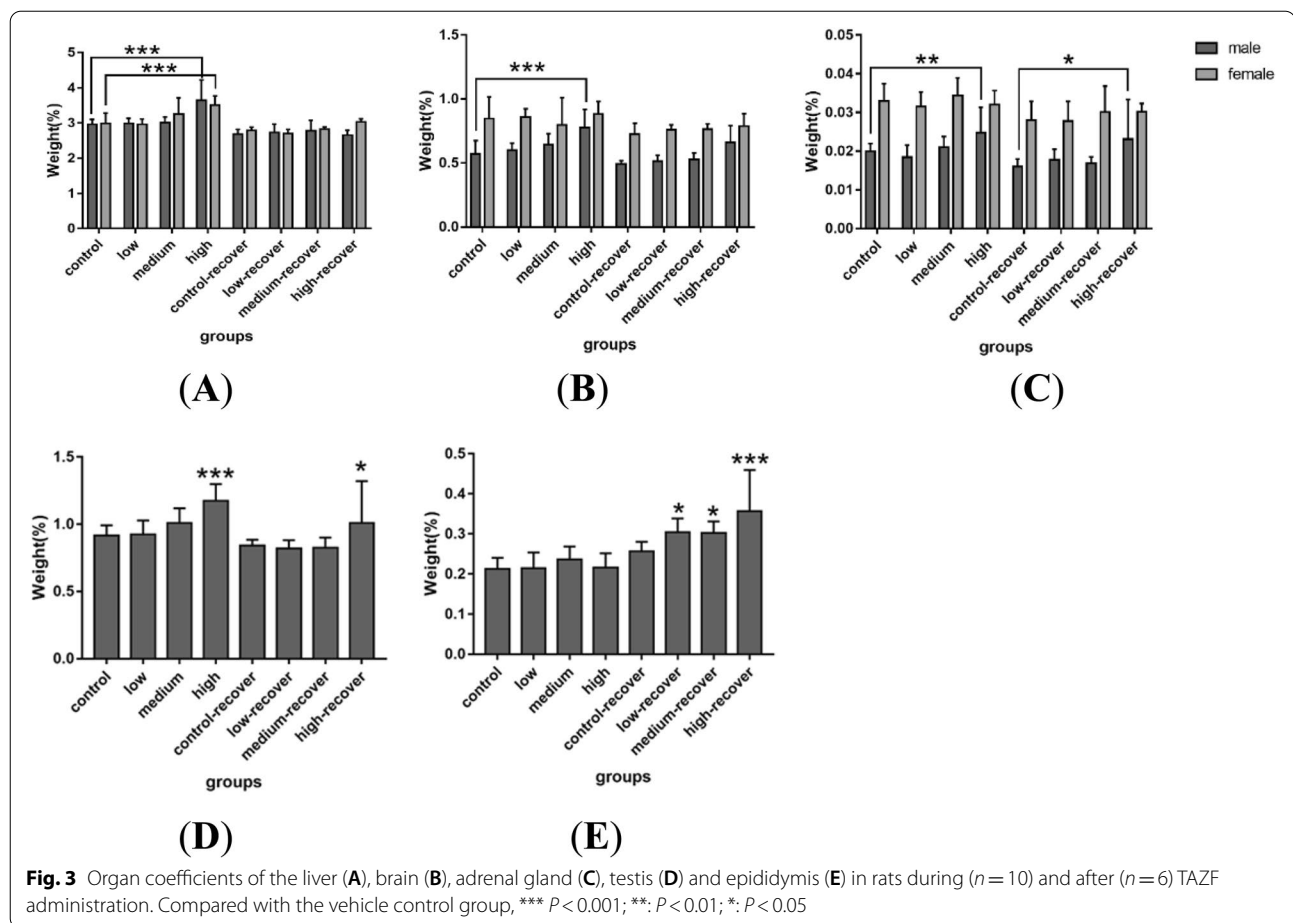 ***
***
Weight(%)
5
4
3
2
1
0
control
low
medium
high
control-recover
low-recover
medium-recover
high-recover
groups
(A)
***
Weight(%)
1.5
1.0
0.5
0.0
control
low
medium
high
control-recover
low-recover
medium-recover
high-recover
groups
(B)
**
*
Weight(%)
0.05
0.04
0.03
0.02
0.01
0.00
control
low
medium
high
control-recover
low-recover
medium-recover
high-recover
groups
(C)
male
female
***
*
Weight(%)
1.5
1.0
0.5
0.0
control
low
medium
high
control-recover
low-recover
medium-recover
high-recover
groups
(D)
*
*
***
Weight(%)
0.5
0.4
0.3
0.2
0.1
0.0
control
low
medium
high
control-recover
low-recover
medium-recover
high-recover
groups
(E)
Fig. 3 Organ coefficients of the liver (A), brain (B), adrenal gland (C), testis (D) and epididymis (E) in rats during (n = 10) and after (n = 6) TAZF
administration. Compared with the vehicle control group, *** P < 0.001; **: P < 0.01; *: P < 0.05